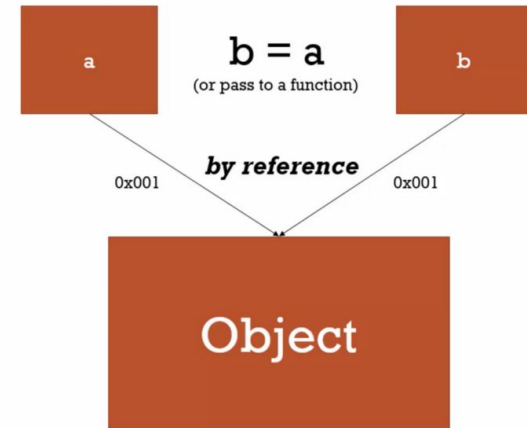 a
b = a
b
(or pass to a function)
by reference
0x001
0x001
Object